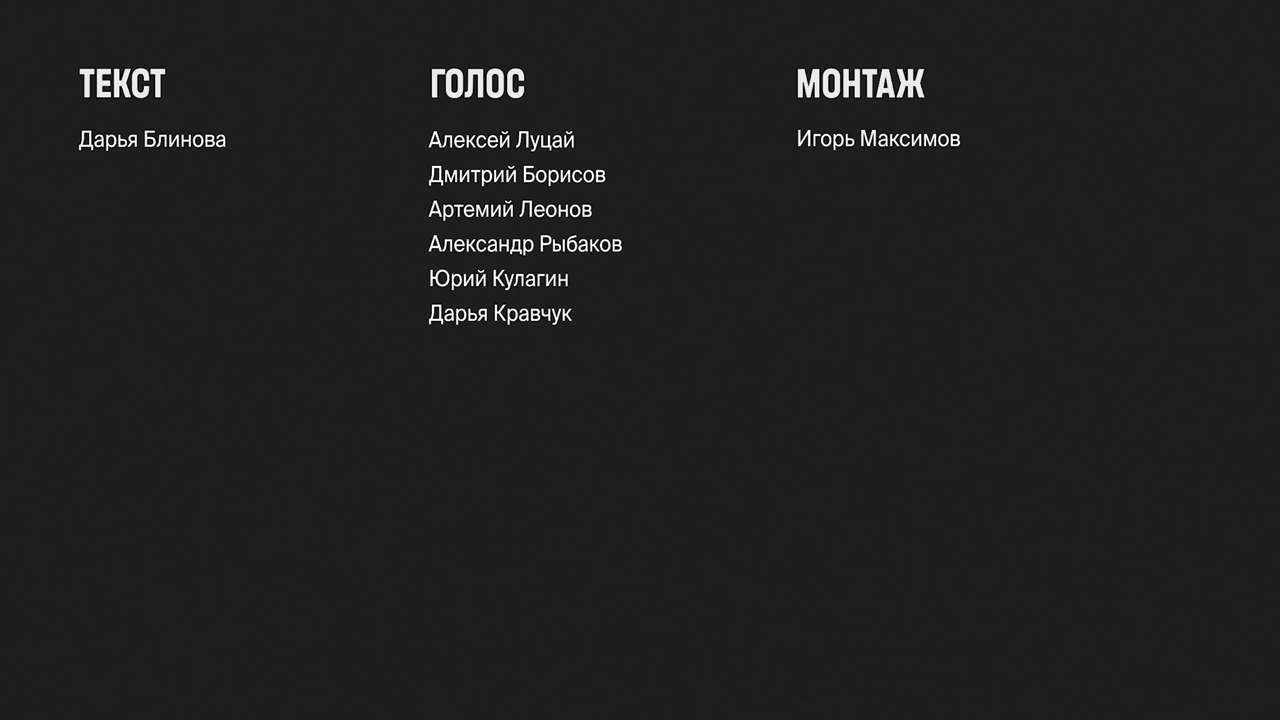 ТЕКСТ
Дарья Блинова
ГОЛОС
Алексей Луцай
Дмитрий Борисов
Артемий Леонов
Александр Рыбаков
Юрий Кулагин
Дарья Кравчук
МОНТАЖ
Игорь Максимов